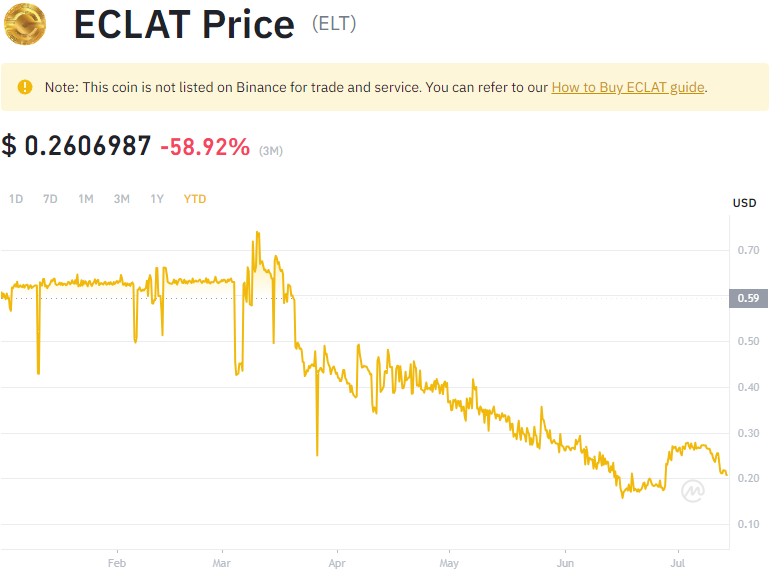 ECLAT Price (ELT)
Note: This coin is not listed on Binance for trade and service. You can refer to our How to Buy ECLAT guide.
$ 0.2606987 -58.92% (3M)
1D 7D 1M 3M 1Y YTD
USD
0.70
0.59
0.50
0.40
0.30
0.20
0.10
Feb Mar Apr May Jun Jul